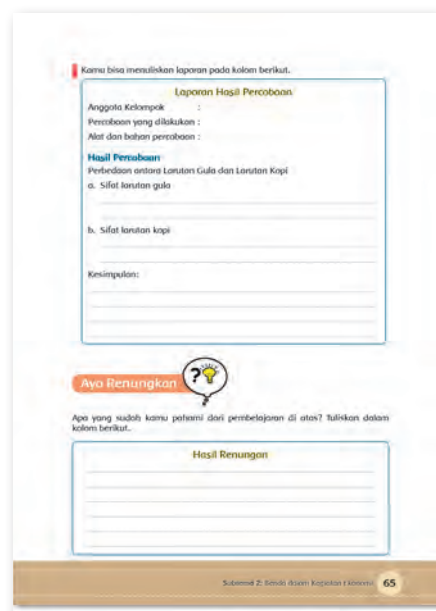 Kamu bisa menuliskan laporan pada kolom berikut.
Laporan Hasil Percobaan
Anggota Kelompok :
Percobaan yang dilakukan :
Alat dan bahan percobaan :
Hasil Percobaan
Perbedaan antara Larutan Gula dan Larutan Kopi
a. Sifat larutan gula
b. Sifat larutan kopi
Kesimpulan:
Ayo Renungkan
?
Apa yang sudah kamu pahami dari pembelajaran di atas? Tuliskan dalam
kolom berikut.
Hasil Renungan
Subtema 2: Benda dalam Kegiatan Ekonomi 65